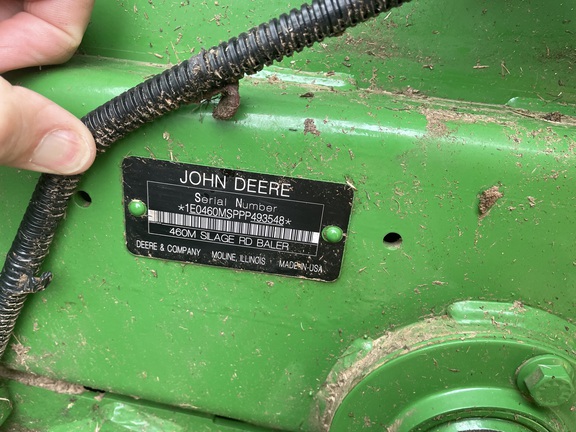 JOHN DEERE
Serial Number
*1E0460MSPPP493548*
460M SILAGE RD BALER
DEERE & COMPANY MOLINE, ILLINOIS MADE IN USA